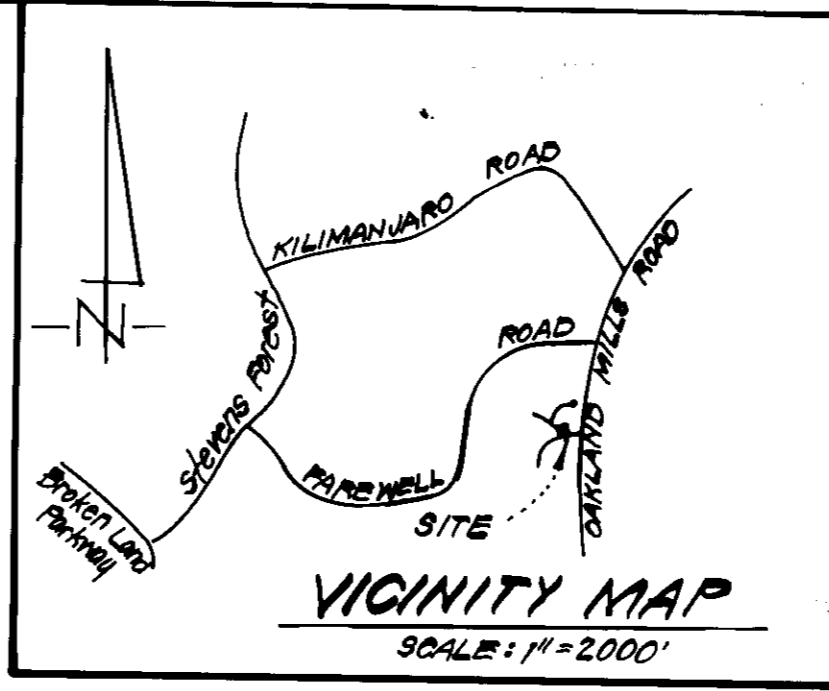 KILIMANJARO ROAD
N
Stevens Forest
ROAD
OAKLAND MILLS ROAD
FAREWELL
Broken Land
Parkway
SITE
VICINITY MAP
SCALE: 1"=2000'